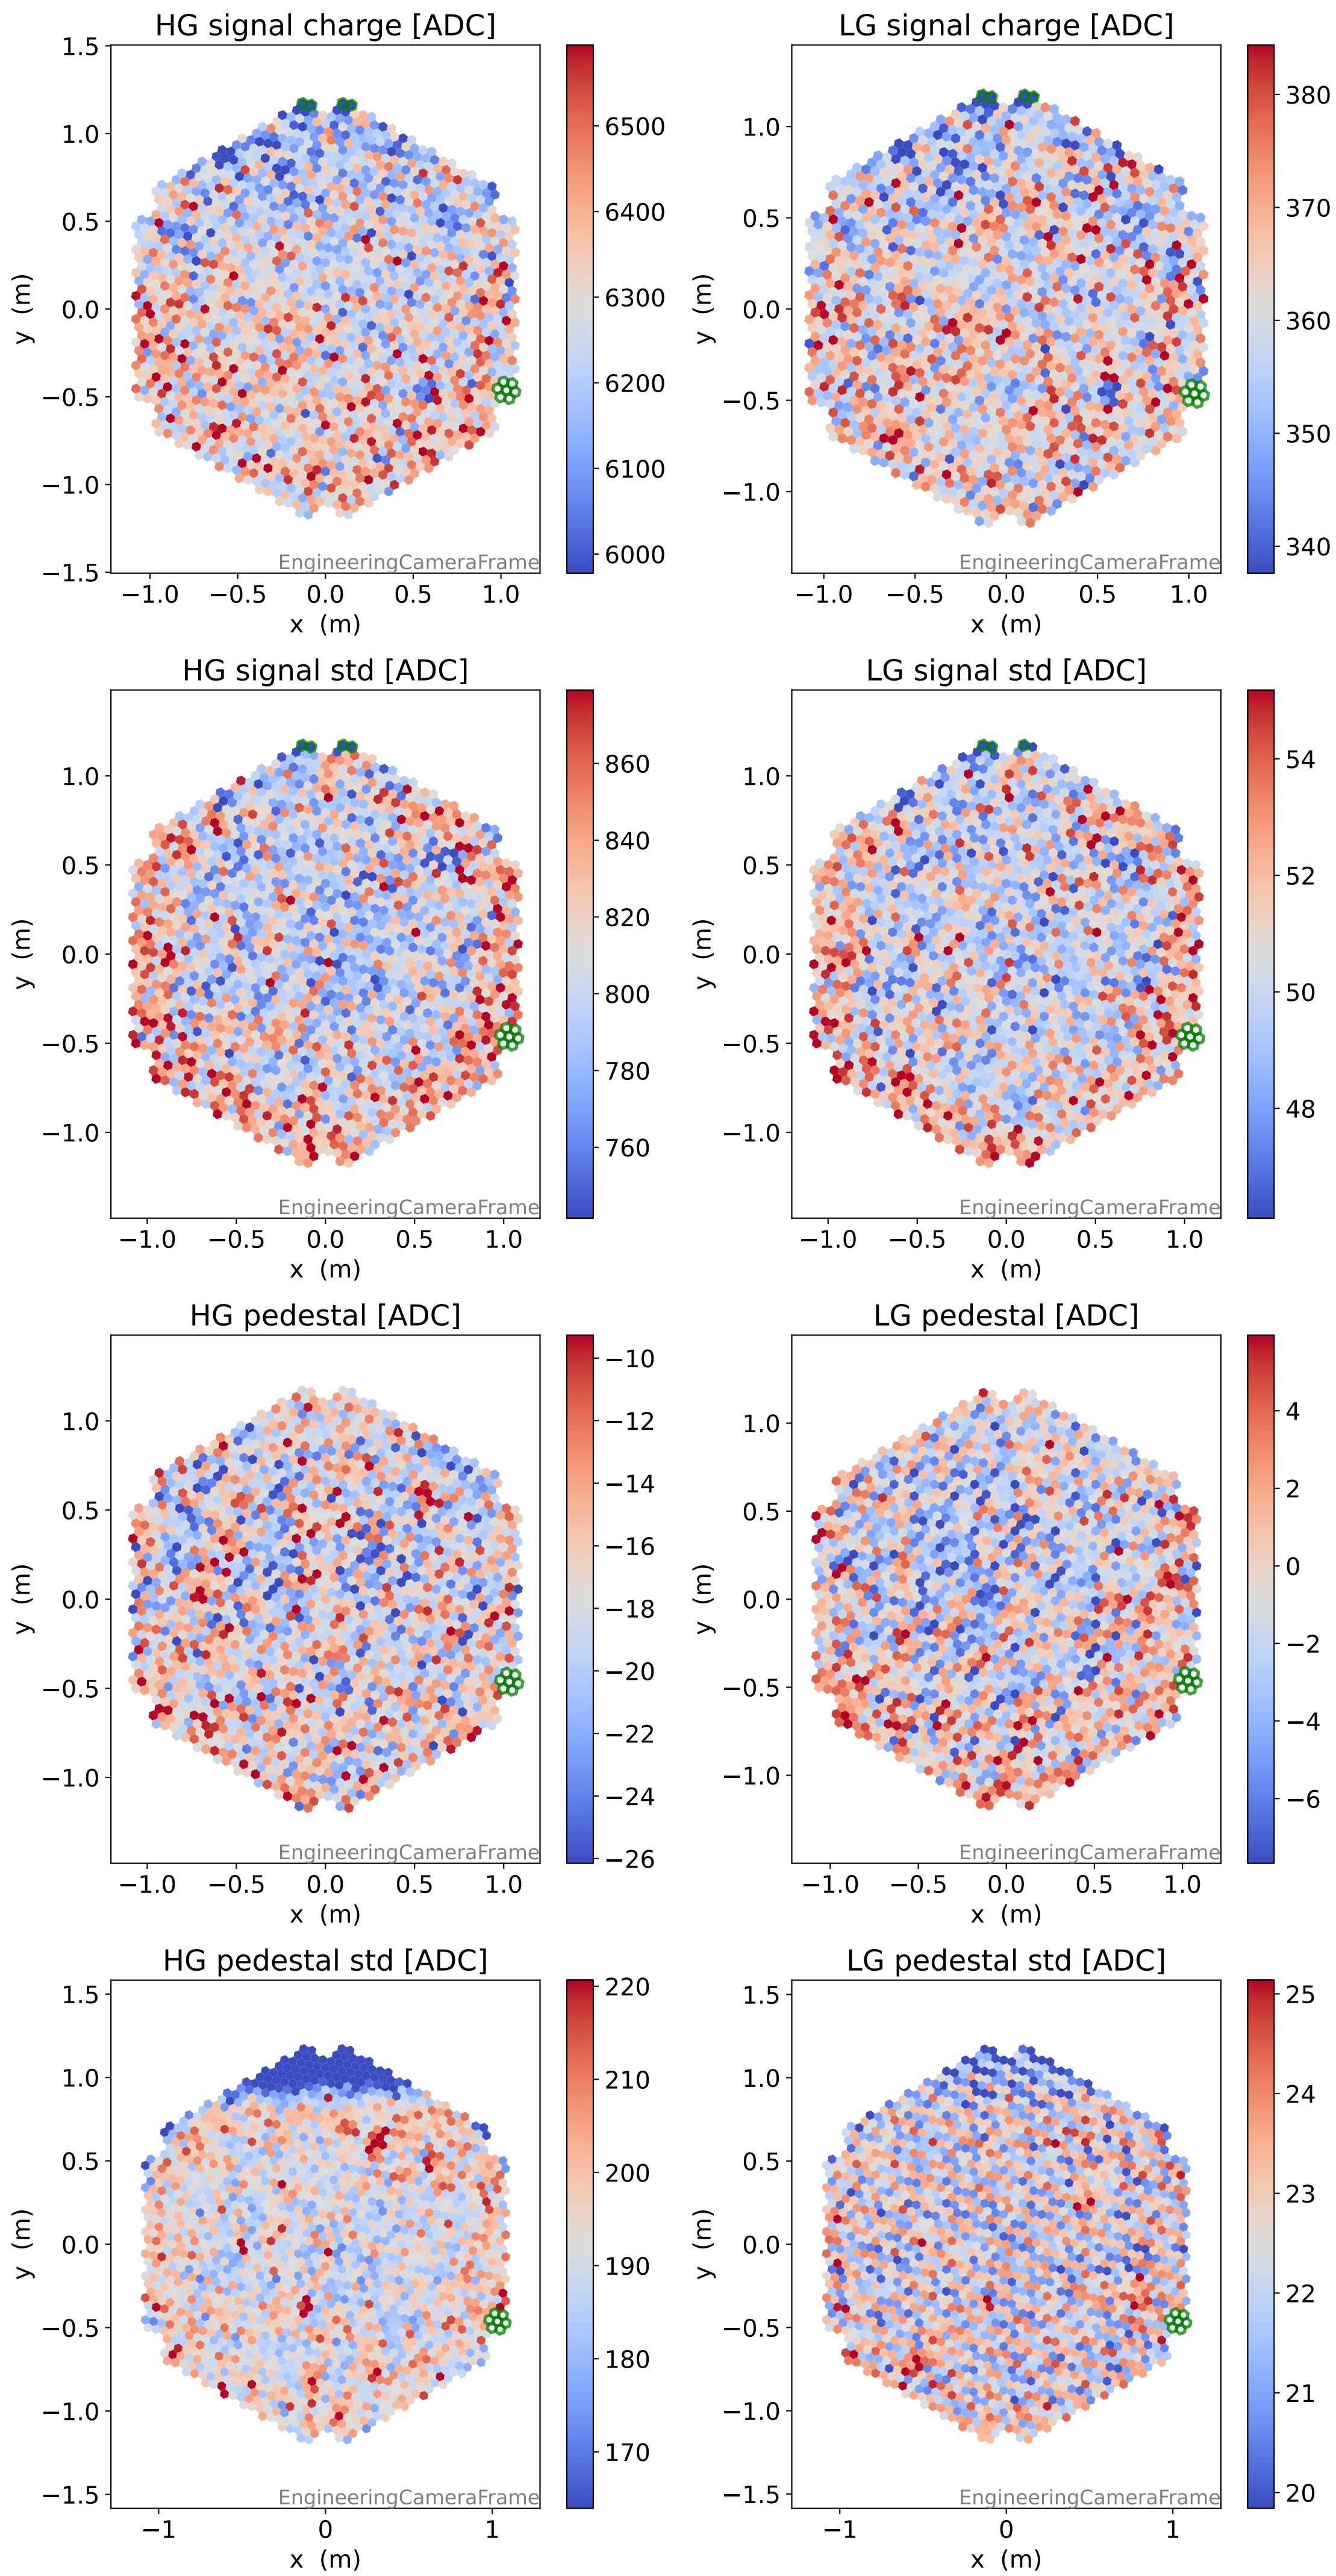 HG signal charge [ADC]
1.5
1.0
0.5
0.0
−0.5
−1.0
−1.5
y (m)
−1.0 −0.5 0.0 0.5 1.0
x (m)
EngineeringCameraFrame
6500
6400
6300
6200
6100
6000
LG signal charge [ADC]
1.0
0.5
0.0
−0.5
−1.0
y (m)
−1.0 −0.5 0.0 0.5 1.0
x (m)
EngineeringCameraFrame
380
370
360
350
340
HG signal std [ADC]
1.0
0.5
0.0
−0.5
−1.0
y (m)
−1.0 −0.5 0.0 0.5 1.0
x (m)
EngineeringCameraFrame
860
840
820
800
780
760
LG signal std [ADC]
1.0
0.5
0.0
−0.5
−1.0
y (m)
−1.0 −0.5 0.0 0.5 1.0
x (m)
EngineeringCameraFrame
54
52
50
48
HG pedestal [ADC]
1.0
0.5
0.0
−0.5
−1.0
y (m)
−1.0 −0.5 0.0 0.5 1.0
x (m)
EngineeringCameraFrame
−10
−12
−14
−16
−18
−20
−22
−24
−26
LG pedestal [ADC]
1.0
0.5
0.0
−0.5
−1.0
y (m)
−1.0 −0.5 0.0 0.5 1.0
x (m)
EngineeringCameraFrame
4
2
0
−2
−4
−6
HG pedestal std [ADC]
1.5
1.0
0.5
0.0
−0.5
−1.0
−1.5
y (m)
−1 0 1
x (m)
EngineeringCameraFrame
220
210
200
190
180
170
LG pedestal std [ADC]
1.5
1.0
0.5
0.0
−0.5
−1.0
−1.5
y (m)
−1 0 1
x (m)
EngineeringCameraFrame
25
24
23
22
21
20